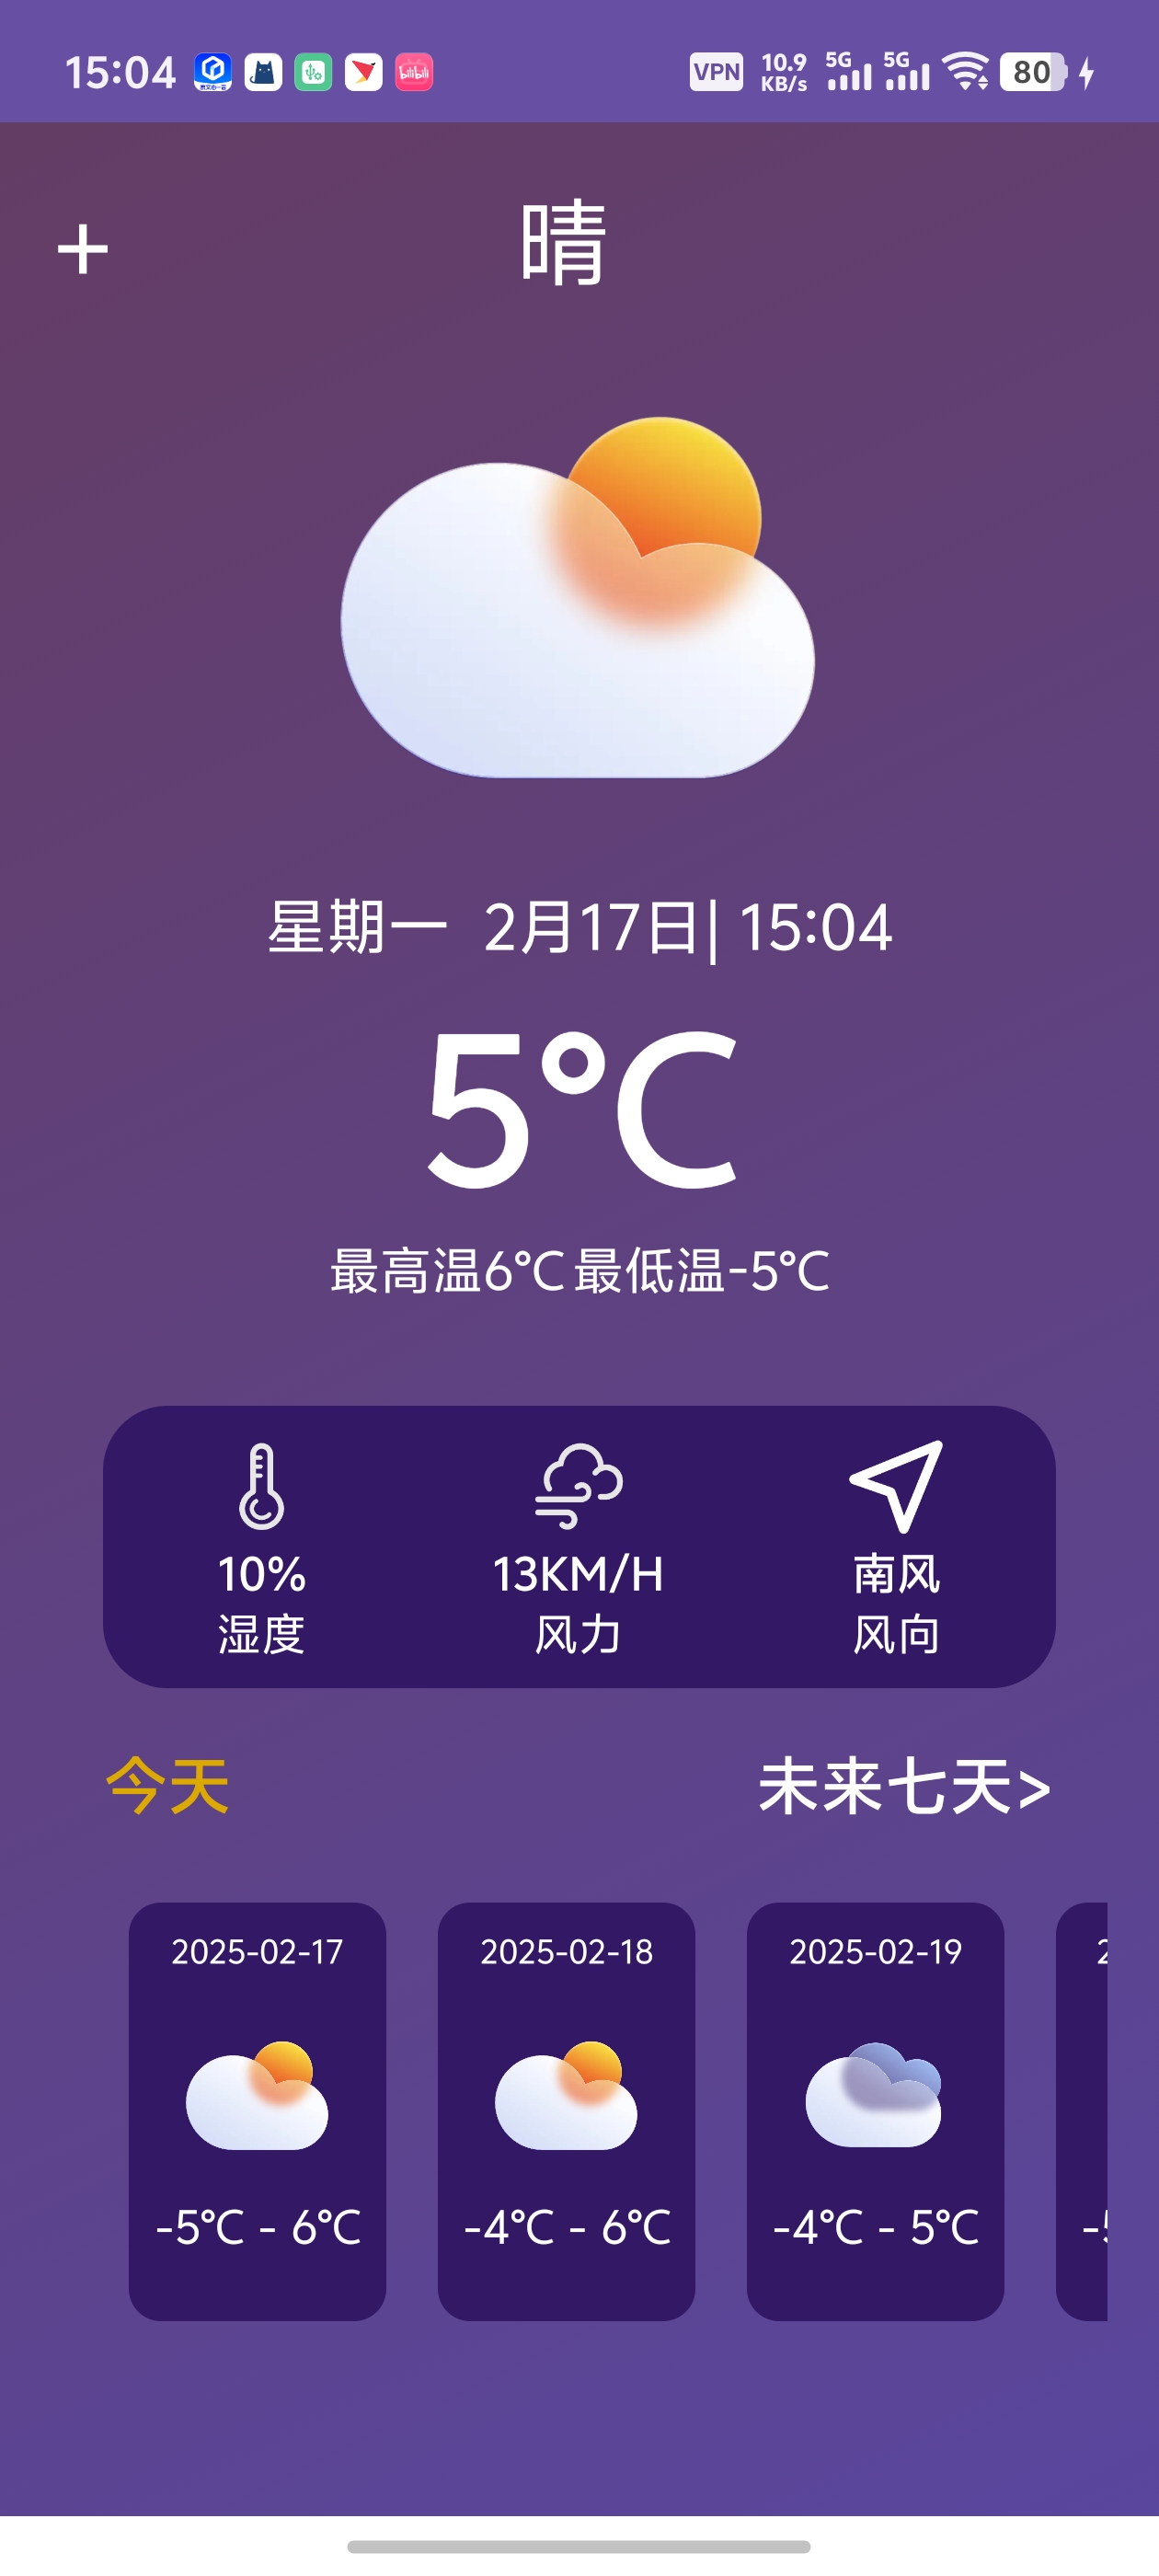 15:04
bilibili
VPN
10.9 KB/s
5G 5G
80
+
晴
星期一 2月17日| 15:04
5°C
最高温6°C 最低温-5°C
10% 13KM/H 南风
湿度 风力 风向
今天 未来七天>
2025-02-17 2025-02-18 2025-02-19 2
-5°C - 6°C -4°C - 6°C -4°C - 5°C